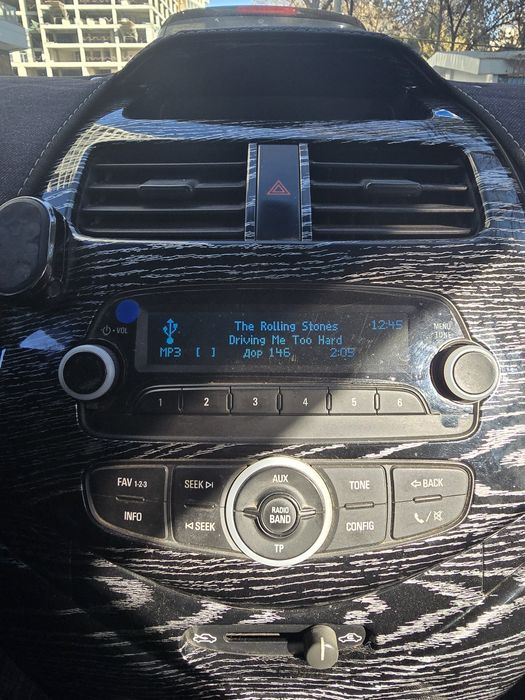 The Rolling Stones 12:45
Driving Me Too Hard
MP3 [ ] Дор 146 2:05
⏻ • VOL
MENU
TUNE
1 2 3 4 5 6
FAV 1-2-3
INFO
SEEK
SEEK
AUX
RADIO
BAND
TP
TONE
CONFIG
BACK